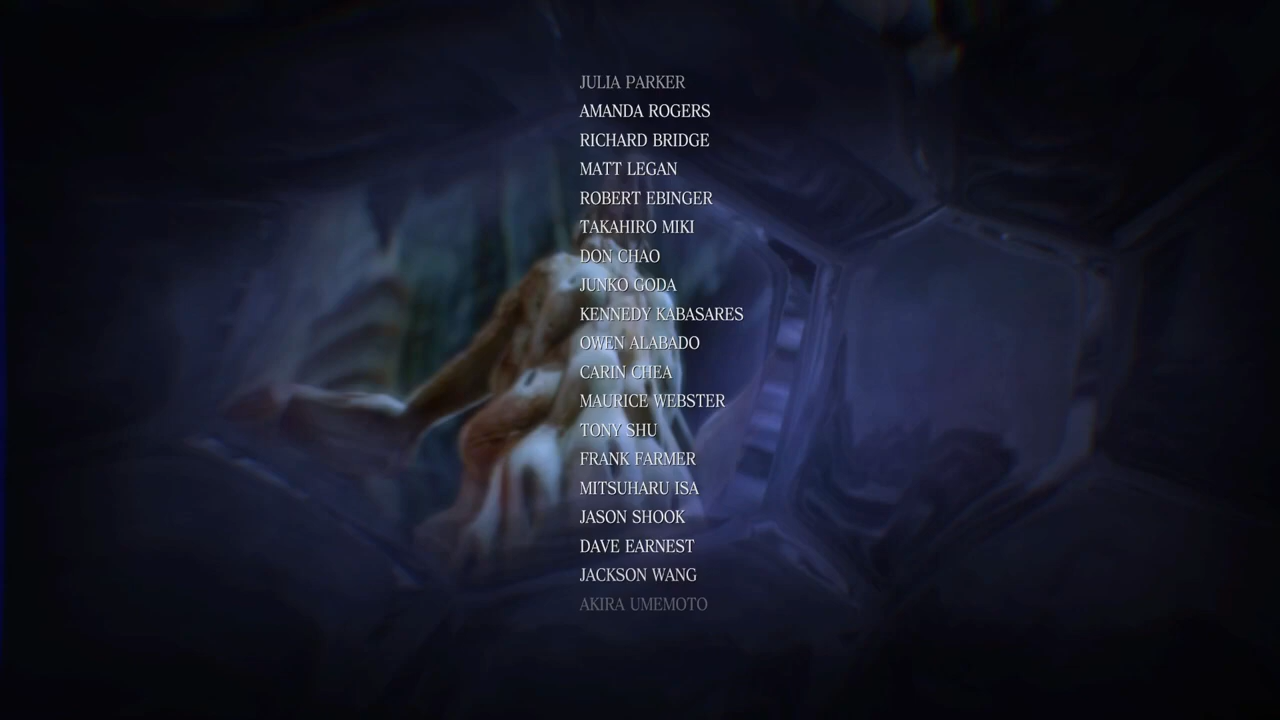 JULIA PARKER
AMANDA ROGERS
RICHARD BRIDGE
MATT LEGAN
ROBERT EBINGER
TAKAHIRO MIKI
DON CHAO
JUNKO GODA
KENNEDY KABASARES
OWEN ALABADO
CARIN CHEA
MAURICE WEBSTER
TONY SHU
FRANK FARMER
MITSUHARU ISA
JASON SHOOK
DAVE EARNEST
JACKSON WANG
AKIRA UMEMOTO